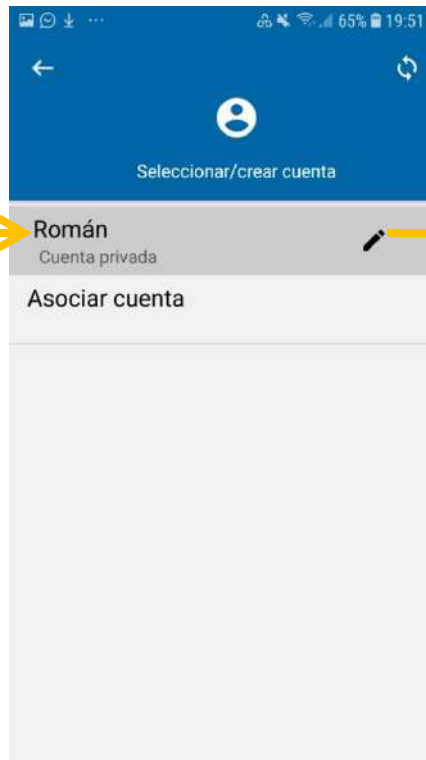 65% 19:51
Seleccionar/crear cuenta
Román
Cuenta privada
Asociar cuenta